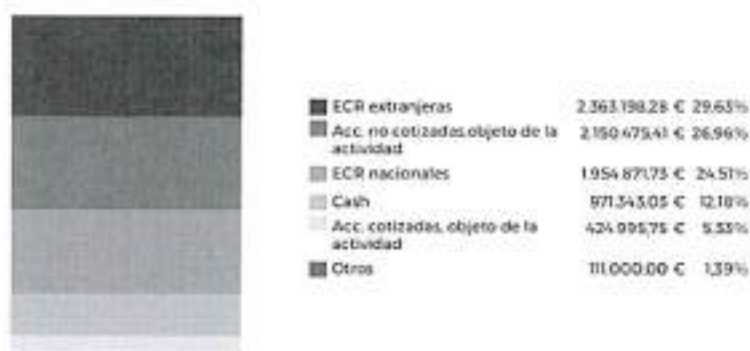 ECR extranjeras 2.363.198,28 € 29,63%
Acc. no cotizadas objeto de la 2.150.475,41 € 26,96%
actividad
ECR nacionales 1.954.871,73 € 24,51%
Cash 971.343,03 € 12,18%
Acc. cotizadas, objeto de la 424.995,75 € 5,33%
actividad
Otros 111.000,00 € 1,39%